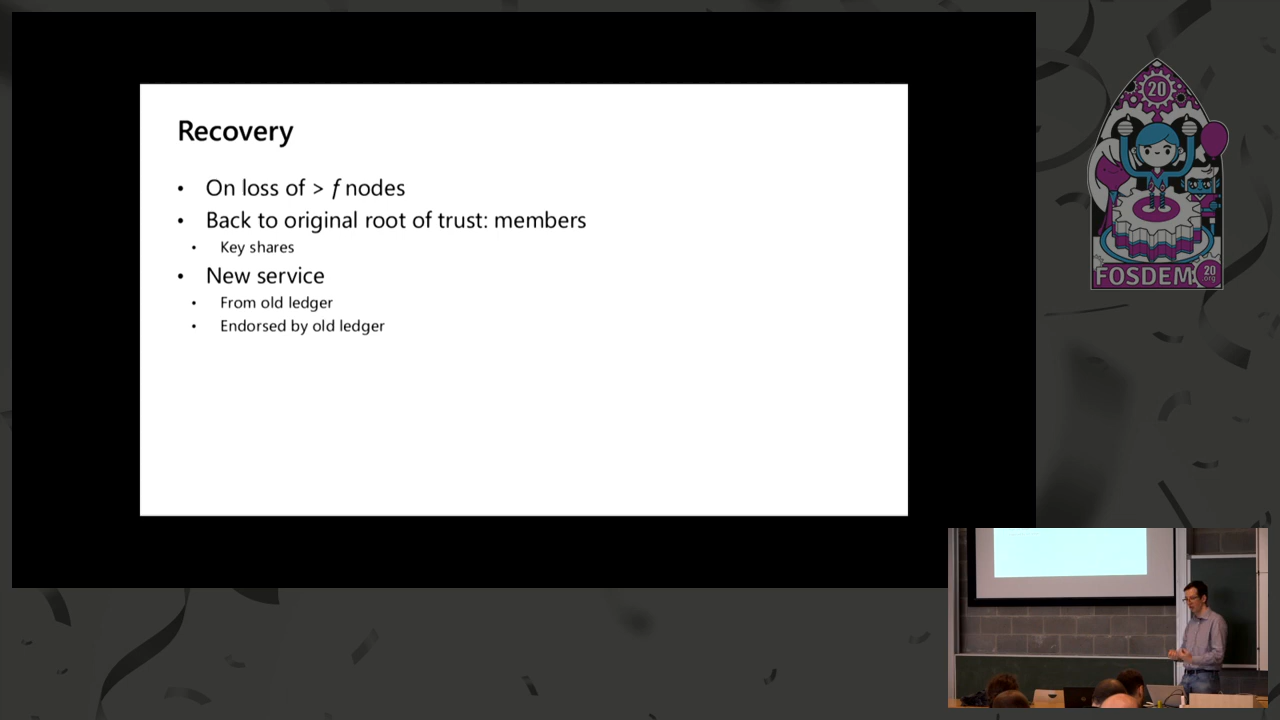 Recovery
• On loss of > f nodes
• Back to original root of trust: members
• Key shares
• New service
• From old ledger
• Endorsed by old ledger
20
FOSDEM
20
.org